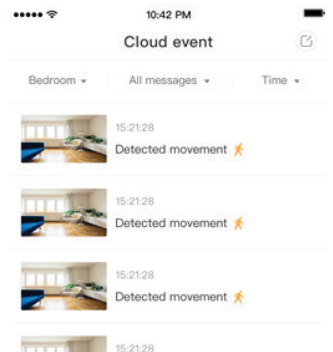 10:42 PM
Cloud event
Bedroom All messages Time
15:21:28
Detected movement
15:21:28
Detected movement
15:21:28
Detected movement
15:21:28